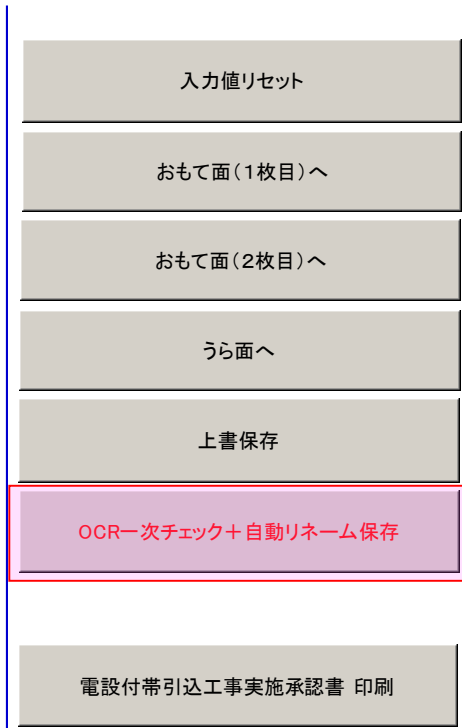 入力値リセット
おもて面（１枚目）へ
おもて面（２枚目）へ
うら面へ
上書保存
OCR一次チェック＋自動リネーム保存
電設付帯引込工事実施承認書 印刷